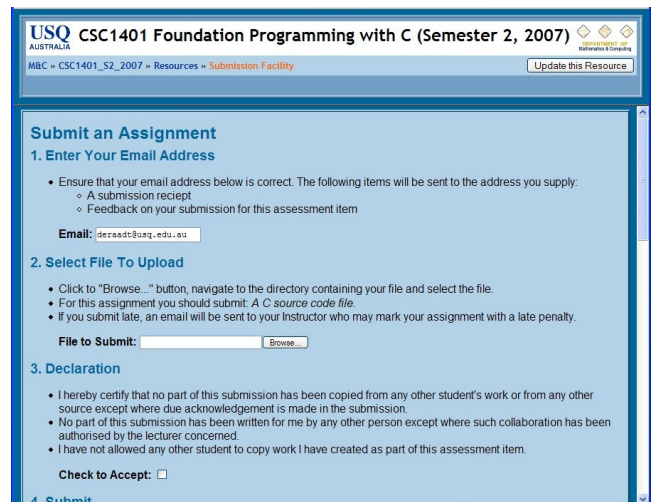 USQ
AUSTRALIA
CSC1401 Foundation Programming with C (Semester 2, 2007)
DEPARTMENT OF
Mathematics & Computing
M&C » CSC1401_S2_2007 » Resources » Submission Facility
Update this Resource
Submit an Assignment
1. Enter Your Email Address
Ensure that your email address below is correct. The following items will be sent to the address you supply:
A submission reciept
Feedback on your submission for this assessment item
Email: deraadt@usq.edu.au
2. Select File To Upload
Click to "Browse..." button, navigate to the directory containing your file and select the file.
For this assignment you should submit: A C source code file.
If you submit late, an email will be sent to your Instructor who may mark your assignment with a late penalty.
File to Submit: Browse...
3. Declaration
I hereby certify that no part of this submission has been copied from any other student's work or from any other
source except where due acknowledgement is made in the submission.
No part of this submission has been written for me by any other person except where such collaboration has been
authorised by the lecturer concerned.
I have not allowed any other student to copy work I have created as part of this assessment item.
Check to Accept:
4. Submit